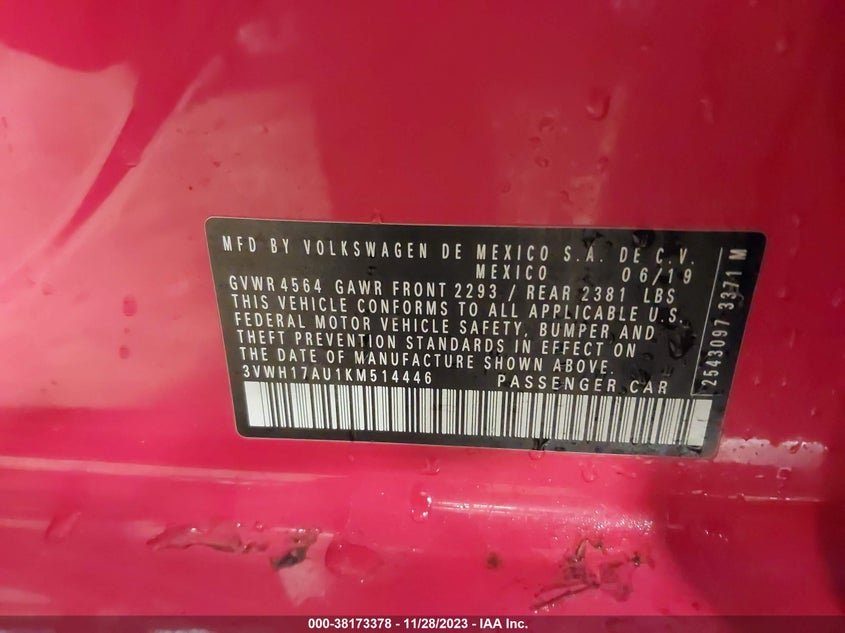 MFD BY VOLKSWAGEN DE MEXICO S.A. DE C.V.
MEXICO 06/19
GVWR 4564 GAWR FRONT 2293 / REAR 2381 LBS
THIS VEHICLE CONFORMS TO ALL APPLICABLE U.S.
FEDERAL MOTOR VEHICLE SAFETY, BUMPER AND
THEFT PREVENTION STANDARDS IN EFFECT ON
THE DATE OF MANUFACTURE SHOWN ABOVE.
3VWH17AU1KM514446 PASSENGER CAR
2543097 3371 M
000-38173378 - 11/28/2023 - IAA Inc.